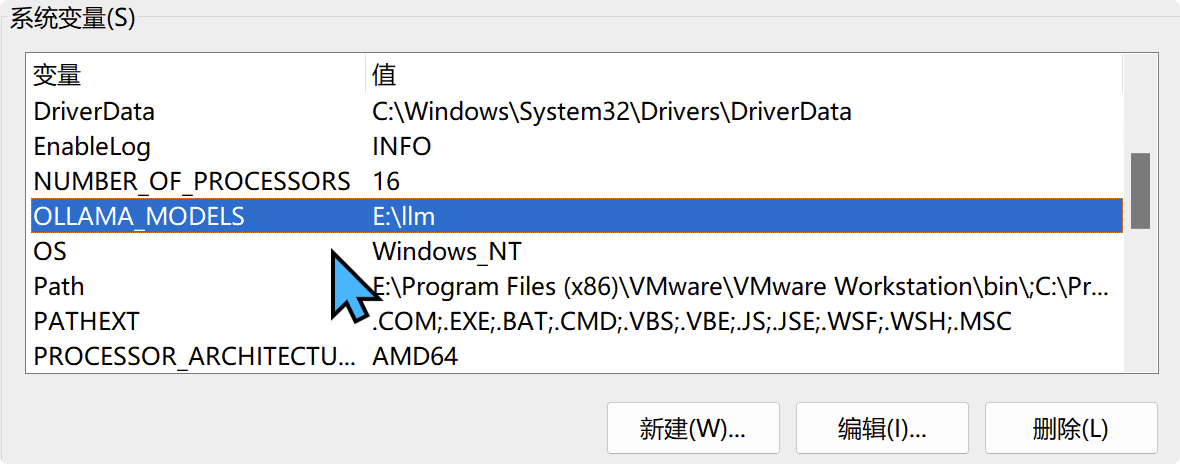 系统变量(S)
变量 值
DriverData C:\Windows\System32\Drivers\DriverData
EnableLog INFO
NUMBER_OF_PROCESSORS 16
OLLAMA_MODELS E:\llm
OS Windows_NT
Path E:\Program Files (x86)\VMware\VMware Workstation\bin\;C:\Pr...
PATHEXT .COM;.EXE;.BAT;.CMD;.VBS;.VBE;.JS;.JSE;.WSF;.WSH;.MSC
PROCESSOR_ARCHITECTU... AMD64
新建(W)... 编辑(I)... 删除(L)